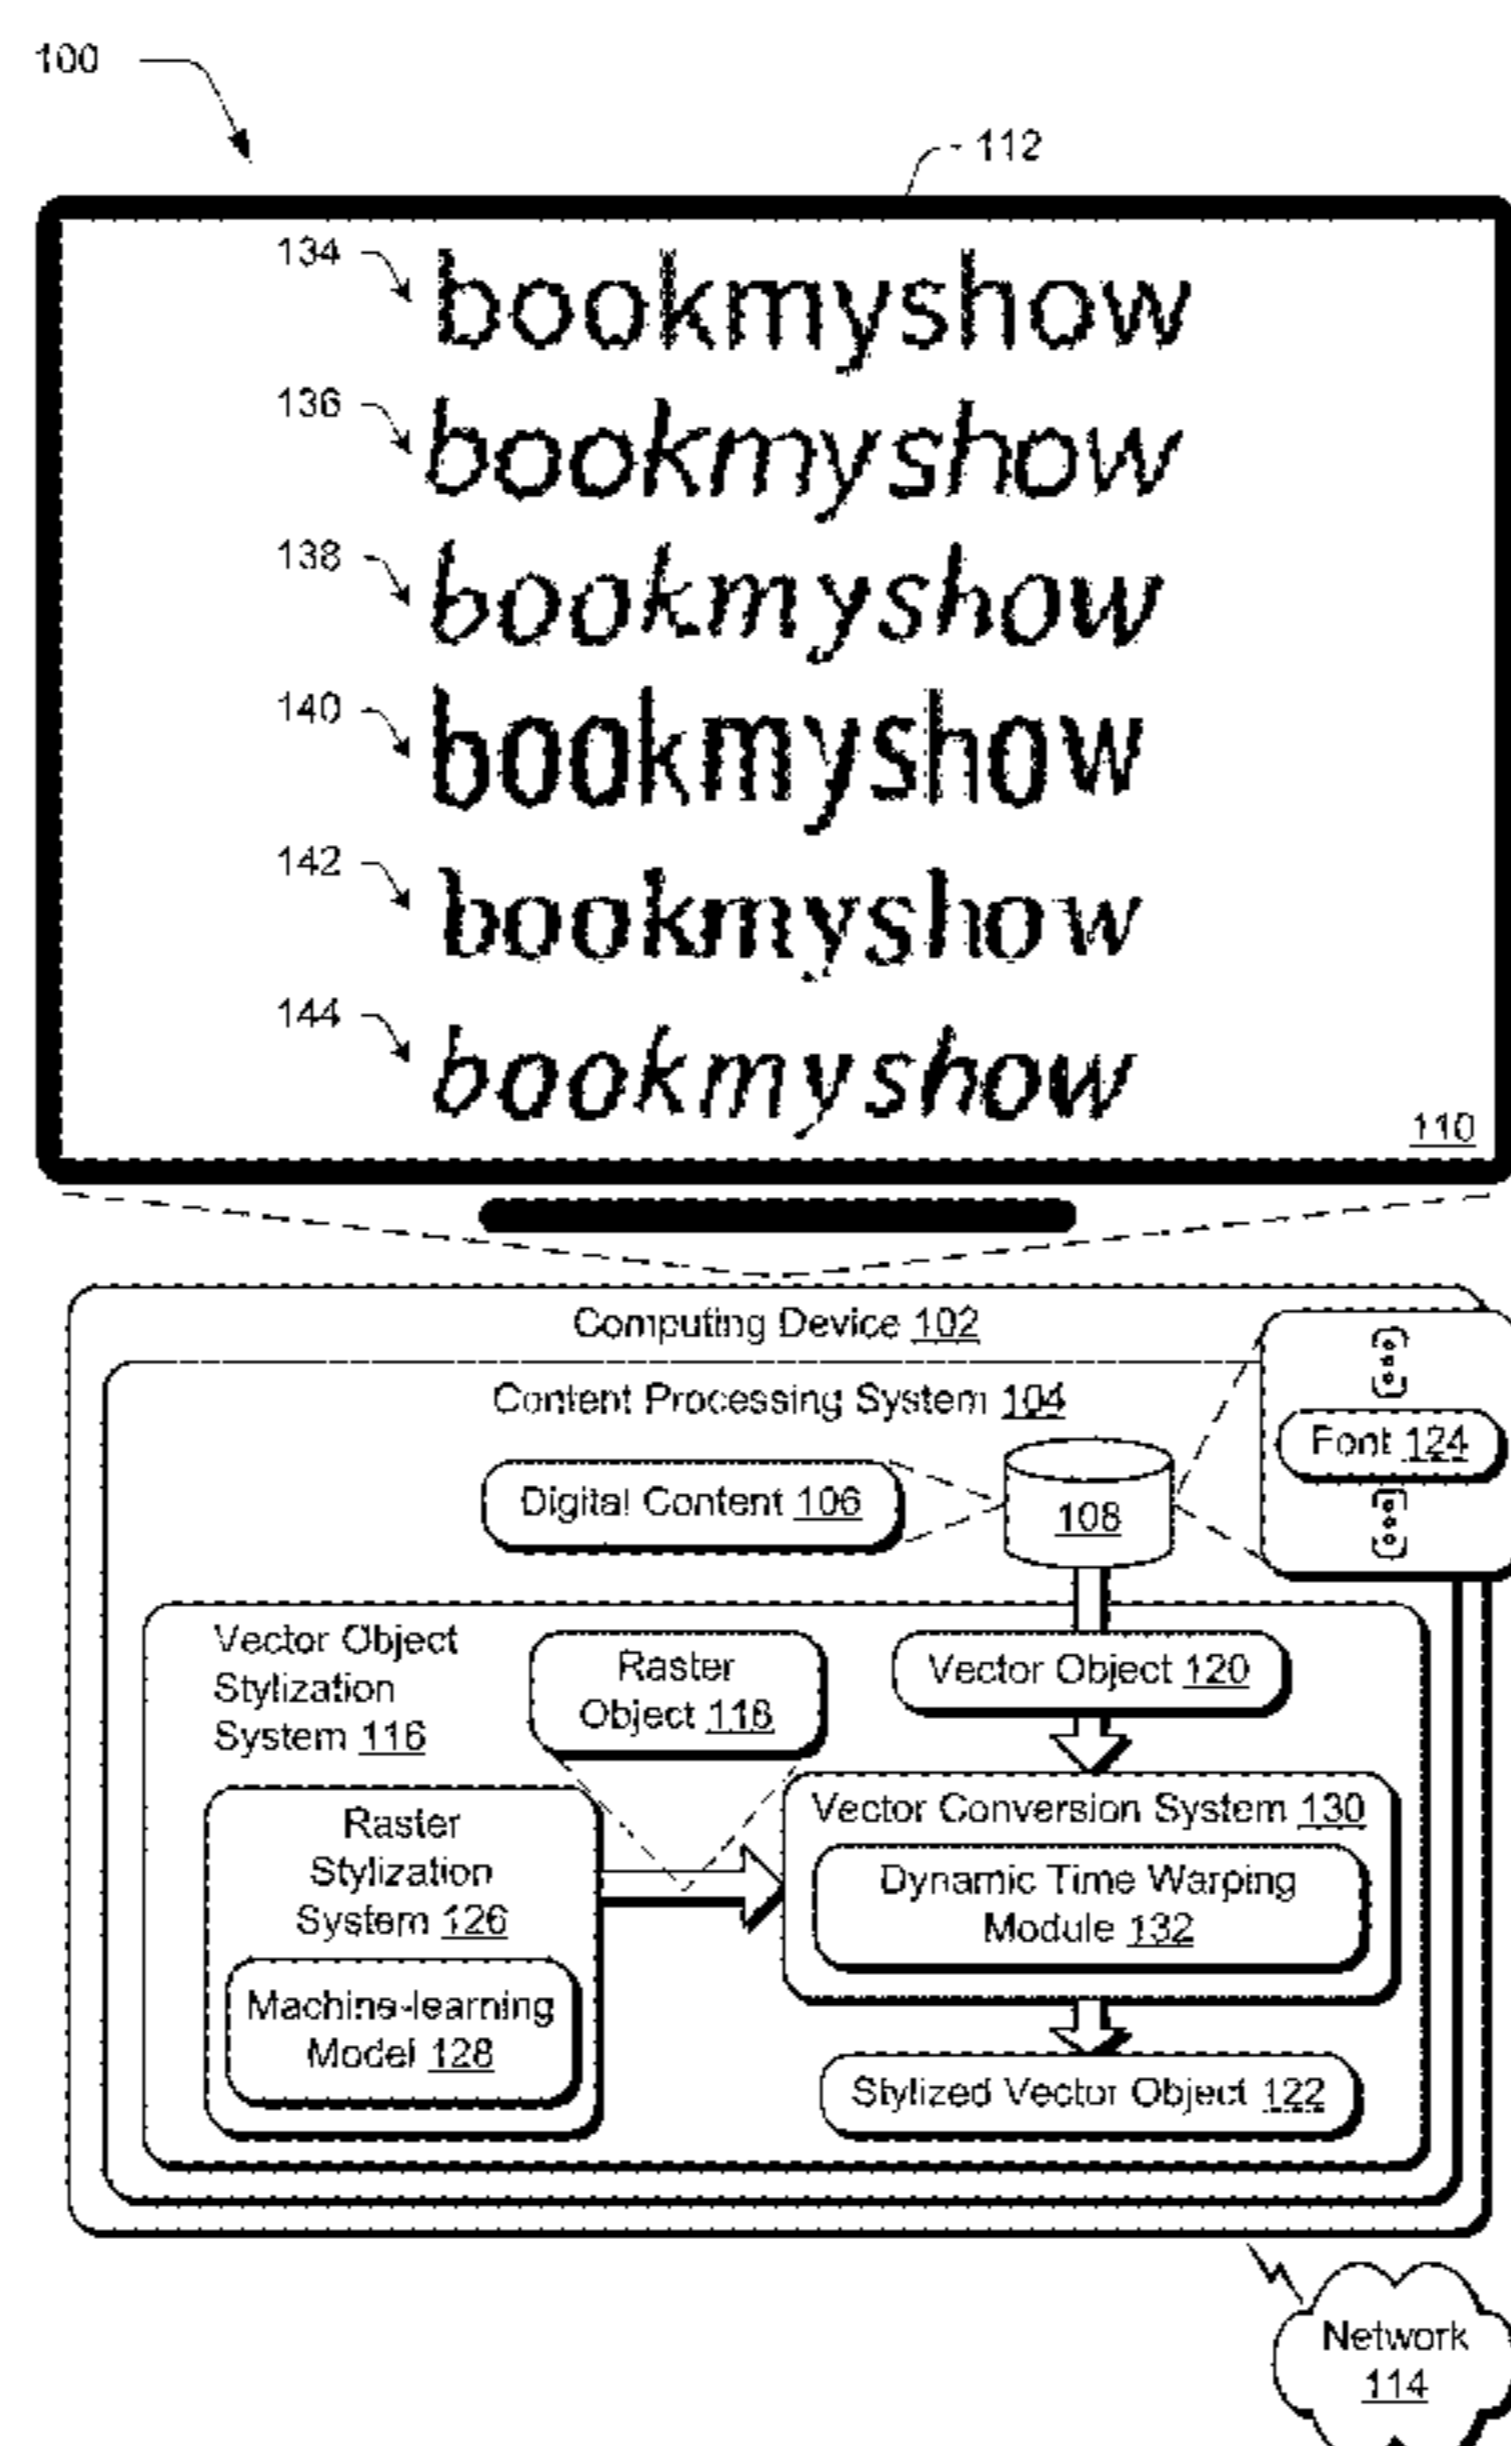 100
112
134 bookmyshow
136 bookmyshow
138 bookmyshow
140 bookmyshow
142 bookmyshow
144 bookmyshow
110
Computing Device 102
Content Processing System 104
Font 124
Digital Content 106
108
Vector Object
Stylization
System 116
Raster
Object 118
Vector Object 120
Raster
Stylization
System 126
Machine-learning
Model 128
Vector Conversion System 130
Dynamic Time Warping
Module 132
Stylized Vector Object 122
Network
114